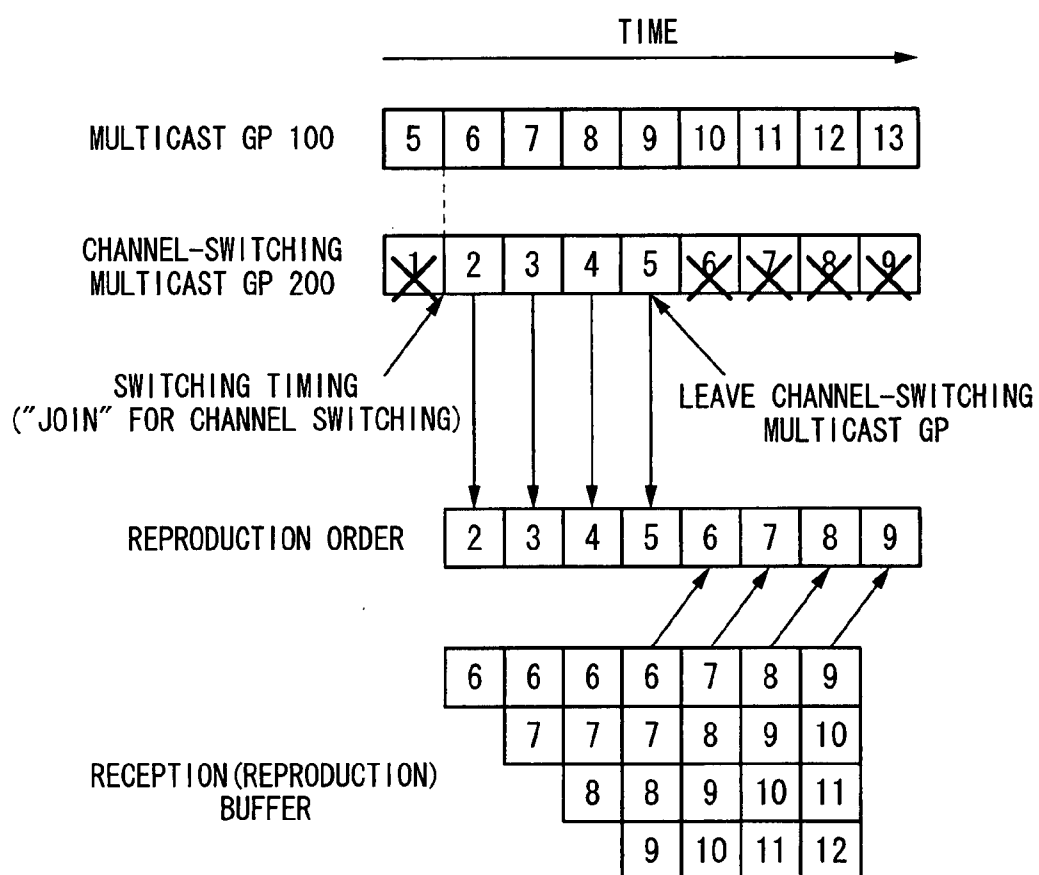 TIME
MULTICAST GP 100 5 6 7 8 9 10 11 12 13
CHANNEL-SWITCHING
MULTICAST GP 200 1 2 3 4 5 6 7 8 9
SWITCHING TIMING
("JOIN" FOR CHANNEL SWITCHING)
LEAVE CHANNEL-SWITCHING
MULTICAST GP
REPRODUCTION ORDER 2 3 4 5 6 7 8 9
6 6 6 6 7 8 9
7 7 7 8 9 10
RECEPTION(REPRODUCTION)
BUFFER
8 8 9 10 11
9 10 11 12